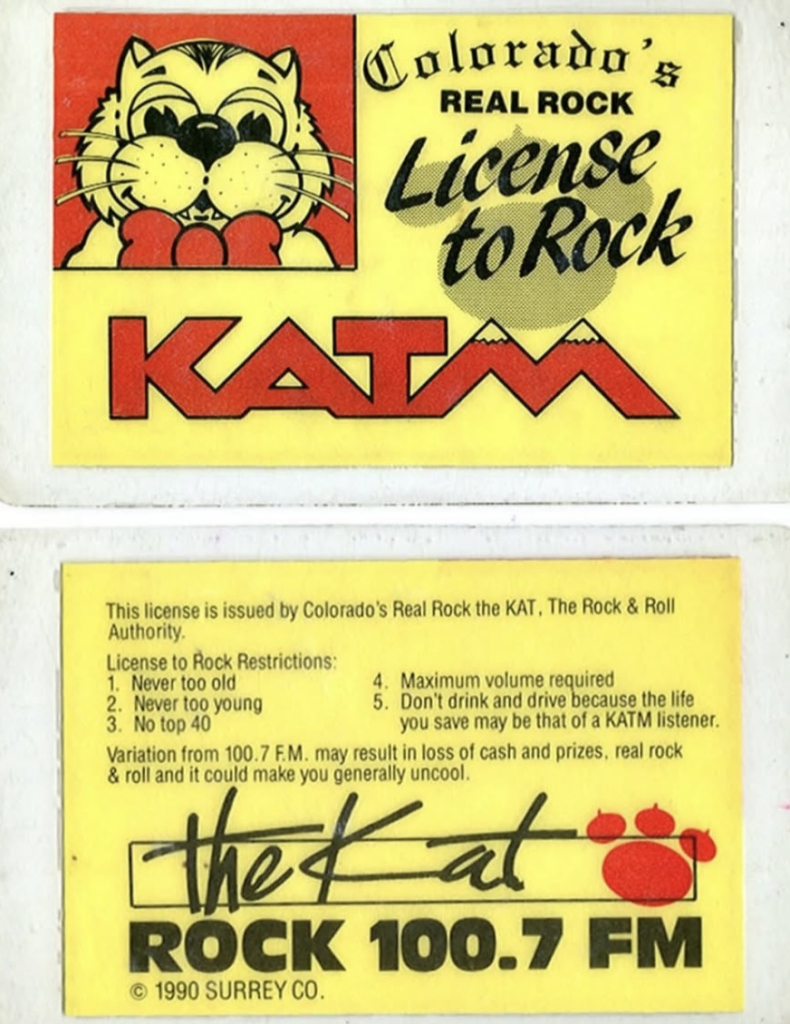 Colorado's
REAL ROCK
License
to Rock
KATM
This license is issued by Colorado's Real Rock the KAT, The Rock & Roll
Authority.
License to Rock Restrictions:
1. Never too old
2. Never too young
3. No top 40
4. Maximum volume required
5. Don't drink and drive because the life
you save may be that of a KATM listener.
Variation from 100.7 F.M. may result in loss of cash and prizes, real rock
& roll and it could make you generally uncool.
the Kat
ROCK 100.7 FM
© 1990 SURREY CO.